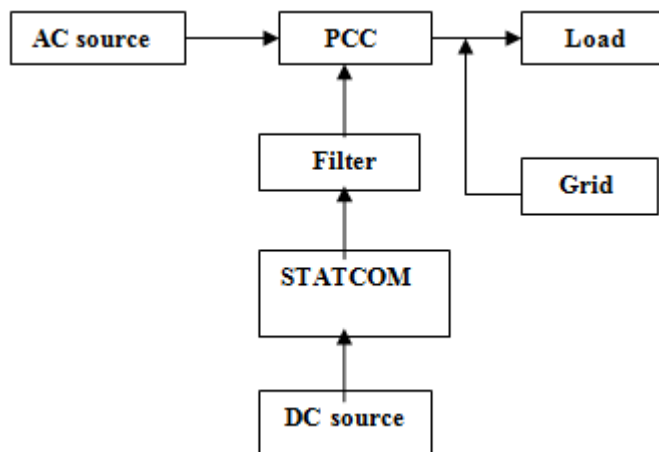 AC source
PCC
Load
Filter
Grid
STATCOM
DC source